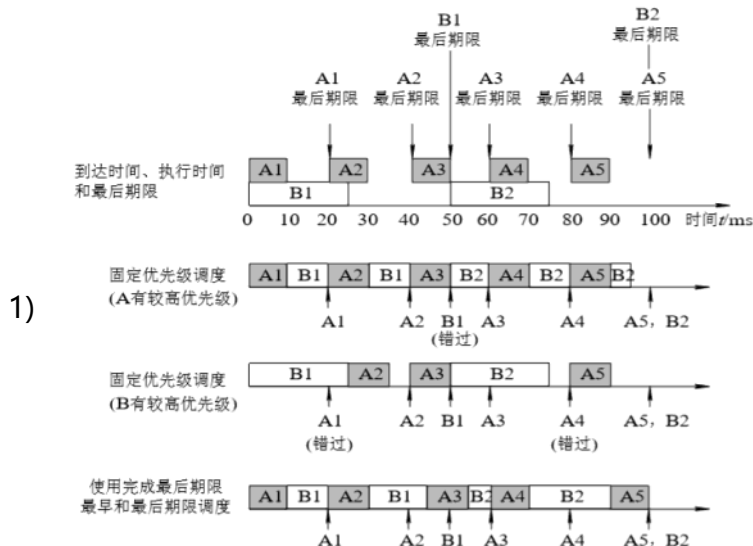 B1
最后期限
B2
最后期限
A1
最后期限
A2
最后期限
A3
最后期限
A4
最后期限
A5
最后期限
到达时间、执行时间
和最后期限
A1 A2 A3 A4 A5
B1 B2
0 10 20 30 40 50 60 70 80 90 100 时间t/ms
1)
固定优先级调度
(A有较高优先级)
A1 B1 A2 B1 A3 B2 A4 B2 A5 B2
A1 A2 B1 A3 A4 A5，B2
(错过)
固定优先级调度
(B有较高优先级)
B1 A2 A3 B2 A5
A1 A2 B1 A3 A4 A5，B2
(错过) (错过)
使用完成最后期限
最早和最后期限调度
A1 B1 A2 B1 A3 B2 A4 B2 A5
A1 A2 B1 A3 A4 A5，B2